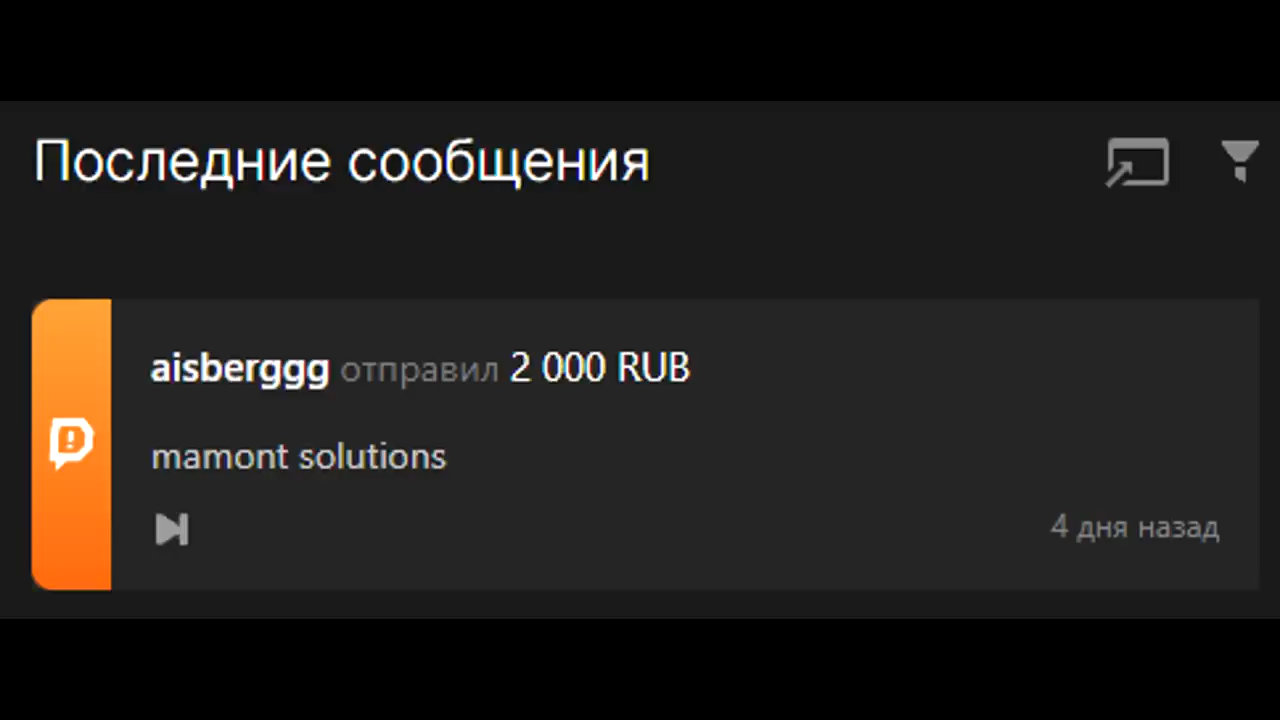 Последние сообщения
aisberggg отправил 2 000 RUB
mamont solutions
4 дня назад